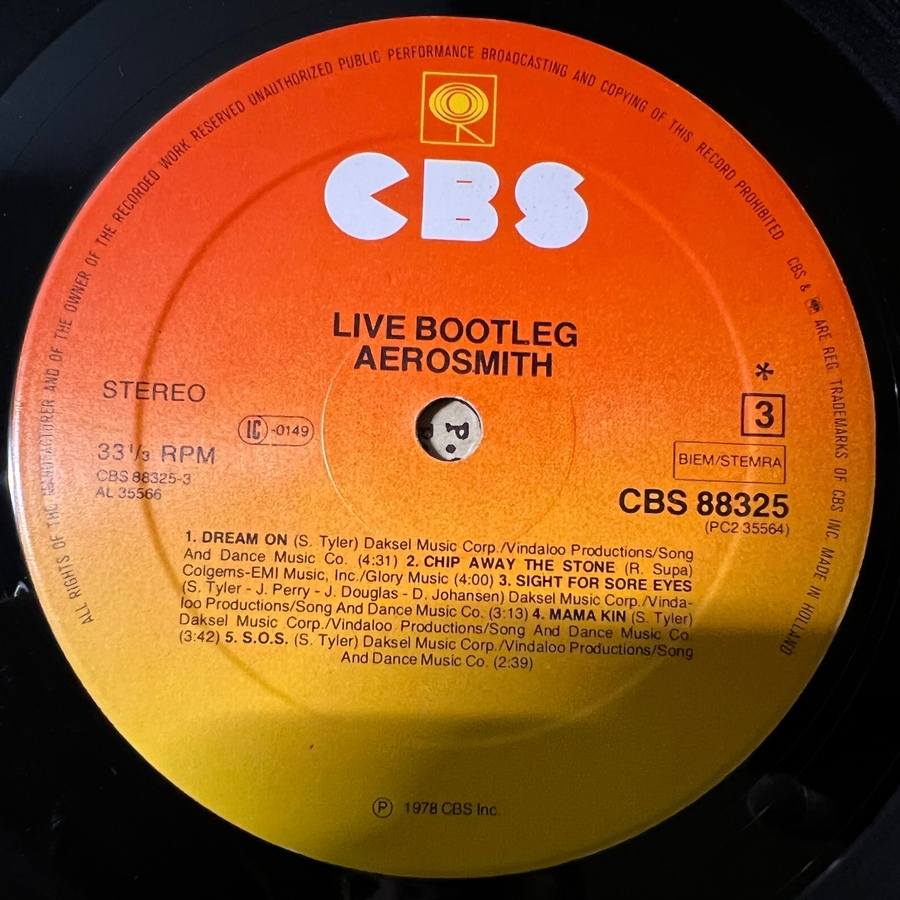 ALL RIGHTS OF THE MANUFACTURER AND OF THE OWNER OF THE RECORDED WORK RESERVED UNAUTHORIZED PUBLIC PERFORMANCE BROADCASTING AND COPYING OF THIS RECORD PROHIBITED
CBS & ARE REG TRADEMARKS OF CBS INC MADE IN HOLLAND
CBS
LIVE BOOTLEG
AEROSMITH
STEREO
IC -0149
33 1/3 RPM
CBS 88325-3
AL 35566
*
3
BIEM/STEMRA
CBS 88325
(PC2 35564)
1. DREAM ON (S. Tyler) Daksel Music Corp./Vindaloo Productions/Song
And Dance Music Co. (4:31) 2. CHIP AWAY THE STONE (R. Supa)
Colgems-EMI Music, Inc./Glory Music (4:00) 3. SIGHT FOR SORE EYES
(S. Tyler - J. Perry - J. Douglas - D. Johansen) Daksel Music Corp./Vinda-
loo Productions/Song And Dance Music Co. (3:13) 4. MAMA KIN (S. Tyler)
Daksel Music Corp./Vindaloo Productions/Song And Dance Music Co
(3:42) 5. S.O.S. (S. Tyler) Daksel Music Corp./Vindaloo Productions/Song
And Dance Music Co. (2:39)
Ⓟ 1978 CBS Inc.